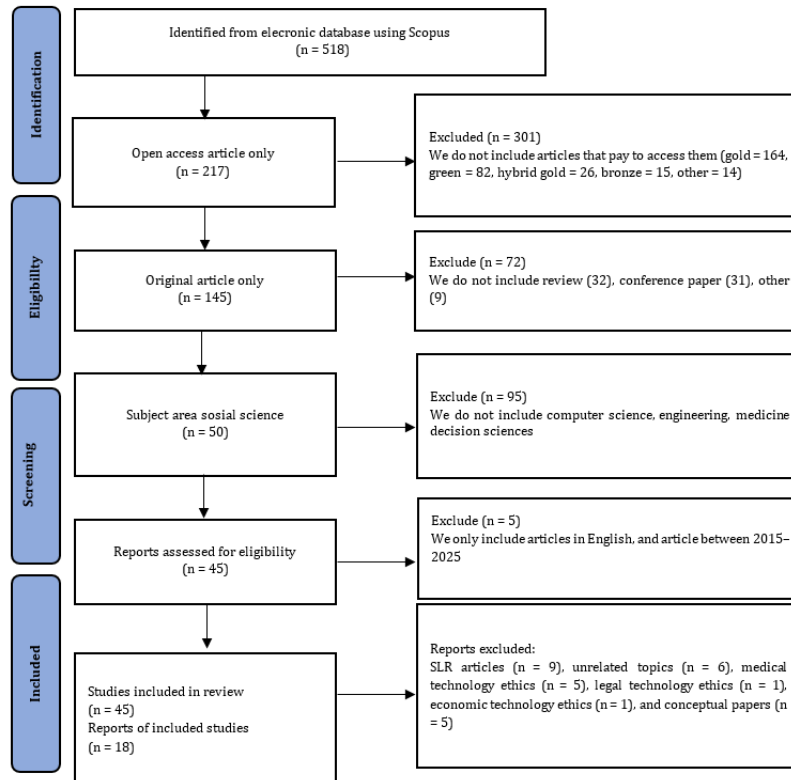 Identified from elecronic database using Scopus
(n = 518)
Identification
Open access article only
(n = 217)
Excluded (n = 301)
We do not include articles that pay to access them (gold = 164,
green = 82, hybrid gold = 26, bronze = 15, other = 14)
Eligibillty
Original article only
(n = 145)
Exclude (n = 72)
We do not include review (32), conference paper (31), other
(9)
Screening
Subject area sosial science
(n = 50)
Exclude (n = 95)
We do not include computer science, engineering, medicine
decision sciences
Reports assessed for eligibility
(n = 45)
Exclude (n = 5)
We only include articles in English, and article between 2015–
2025
Included
Studies included in review
(n = 45)
Reports of included studies
(n = 18)
Reports excluded:
SLR articles (n = 9), unrelated topics (n = 6), medical
technology ethics (n = 5), legal technology ethics (n = 1),
economic technology ethics (n = 1), and conceptual papers (n
= 5)